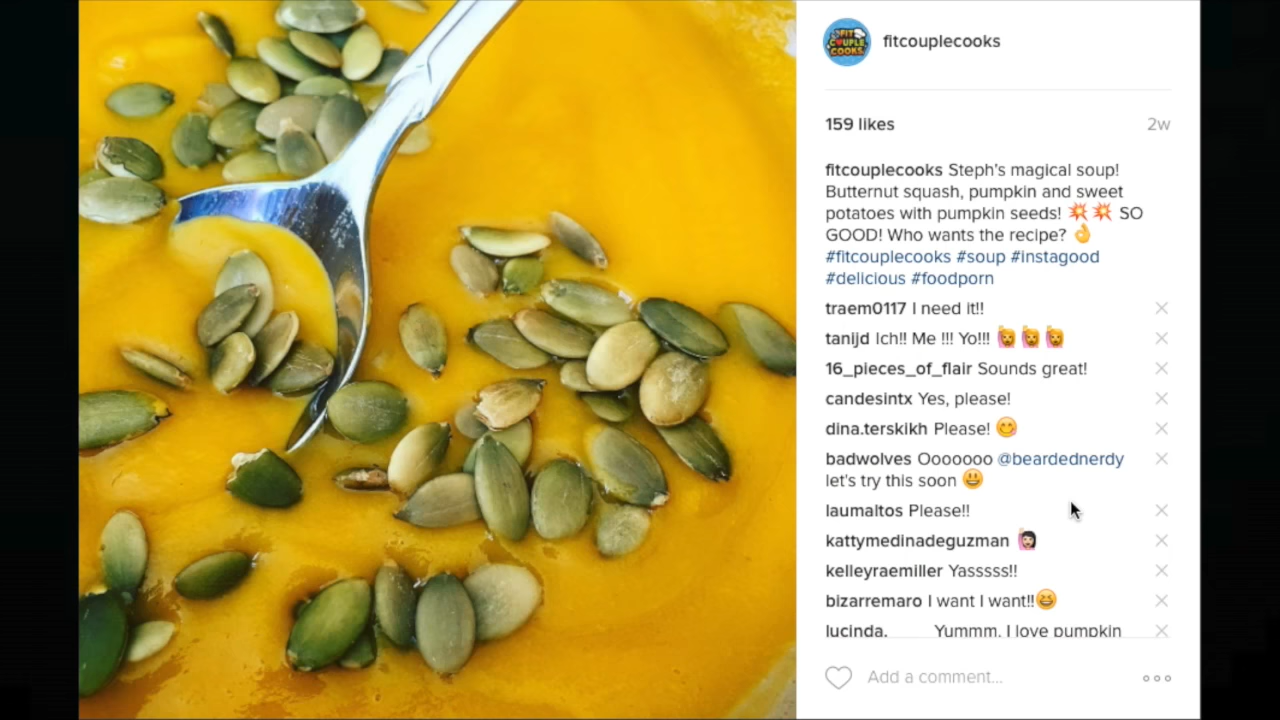 FIT
COUPLE
COOKS
fitcouplecooks
159 likes
2w
fitcouplecooks Steph's magical soup!
Butternut squash, pumpkin and sweet
potatoes with pumpkin seeds! 💥💥 SO
GOOD! Who wants the recipe? 👌
#fitcouplecooks #soup #instagood
#delicious #foodporn
traem0117 I need it!!
tanijd Ich!! Me !!! Yo!!! 🙋🙋🙋
16_pieces_of_flair Sounds great!
candesintx Yes, please!
dina.terskikh Please! 😋
badwolves Ooooooo @beardednerdy
let's try this soon 😃
laumaltos Please!!
kattymedinadeguzman 🙋🏻
kelleyraemiller Yasssss!!
bizarremaro I want I want!!😆
lucinda. Yummm. I love pumpkin
Add a comment...